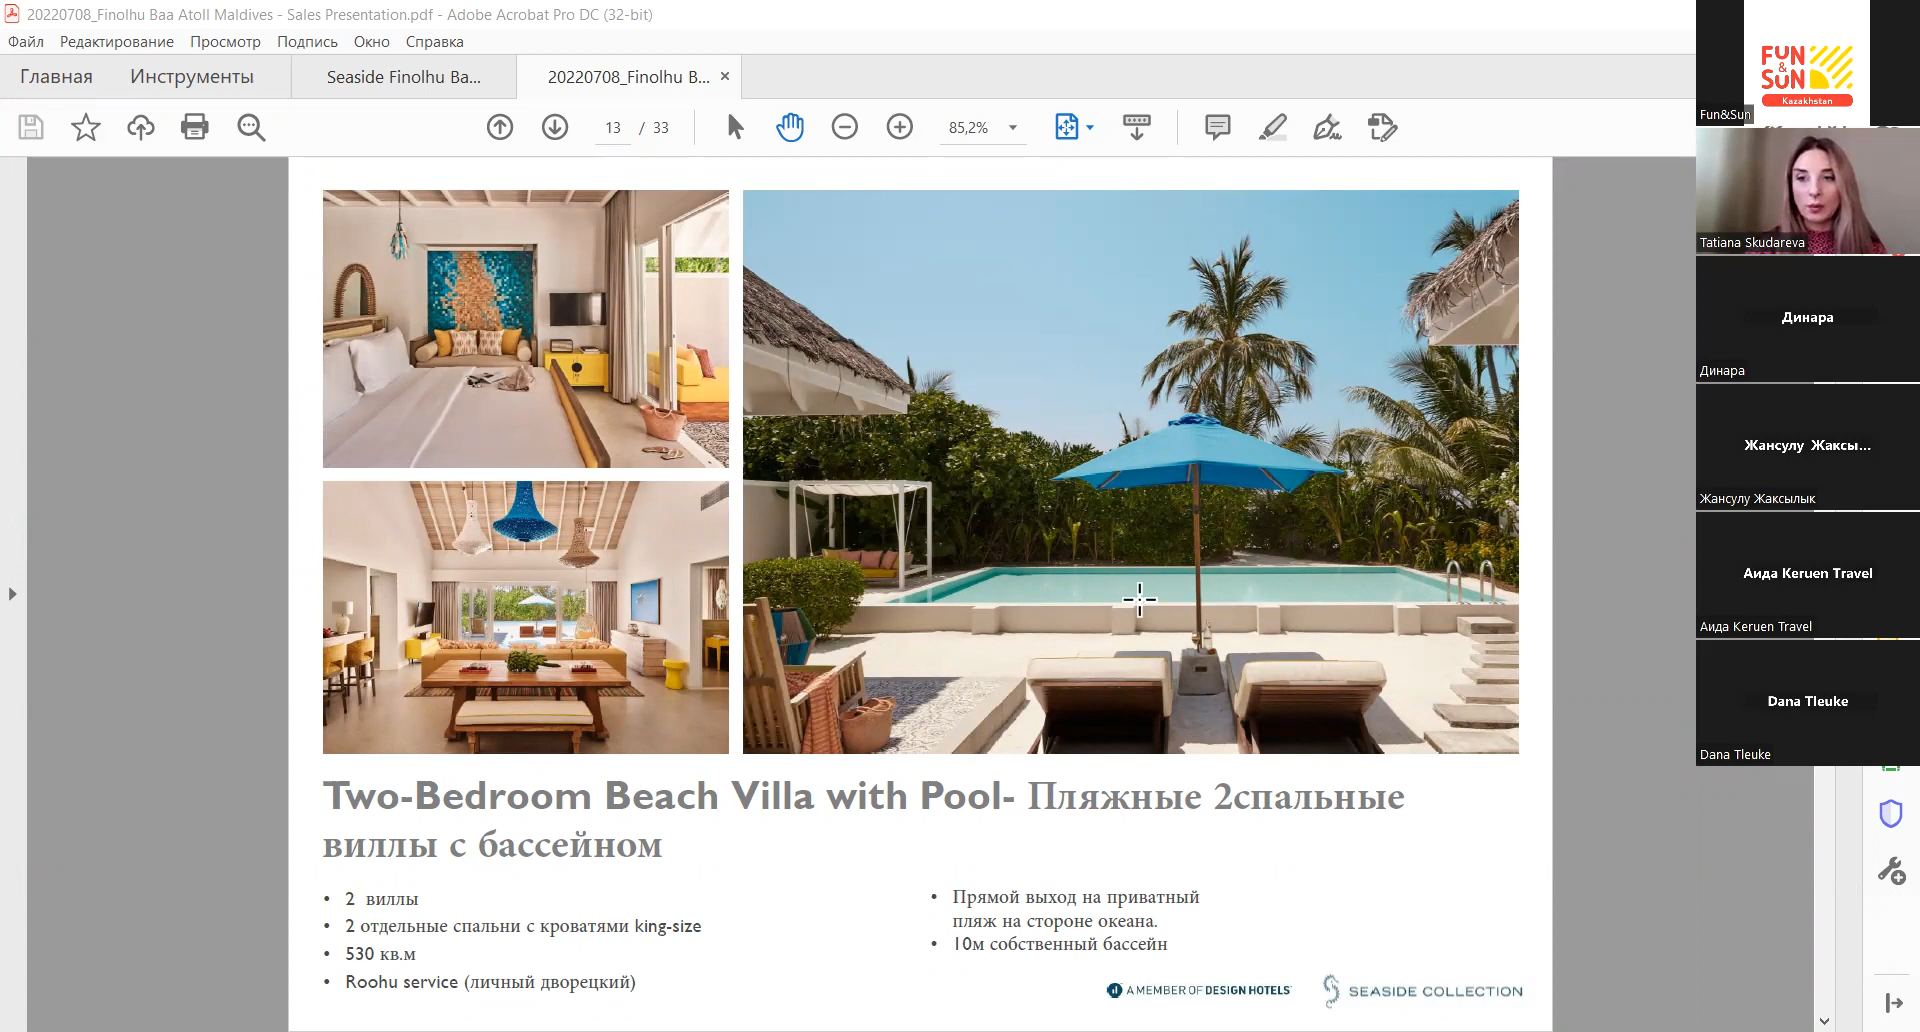 20220708_Finolhu Baa Atoll Maldives - Sales Presentation.pdf - Adobe Acrobat Pro DC (32-bit)
Файл Редактирование Просмотр Подпись Окно Справка
Главная Инструменты Seaside Finolhu Ba... 20220708_Finolhu B... ×
13 / 33 85,2%
FUN
&
SUN
Kazakhstan
Fun&Sun
Tatiana Skudareva
Динара
Динара
Жансулу Жаксы...
Жансулу Жаксылык
Аида Keruen Travel
Аида Keruen Travel
Dana Tleuke
Dana Tleuke
Two-Bedroom Beach Villa with Pool- Пляжные 2спальные
виллы с бассейном
• 2 виллы
• 2 отдельные спальни с кроватями king-size
• 530 кв.м
• Roohu service (личный дворецкий)
• Прямой выход на приватный
пляж на стороне океана.
• 10м собственный бассейн
A MEMBER OF DESIGN HOTELS
SEASIDE COLLECTION